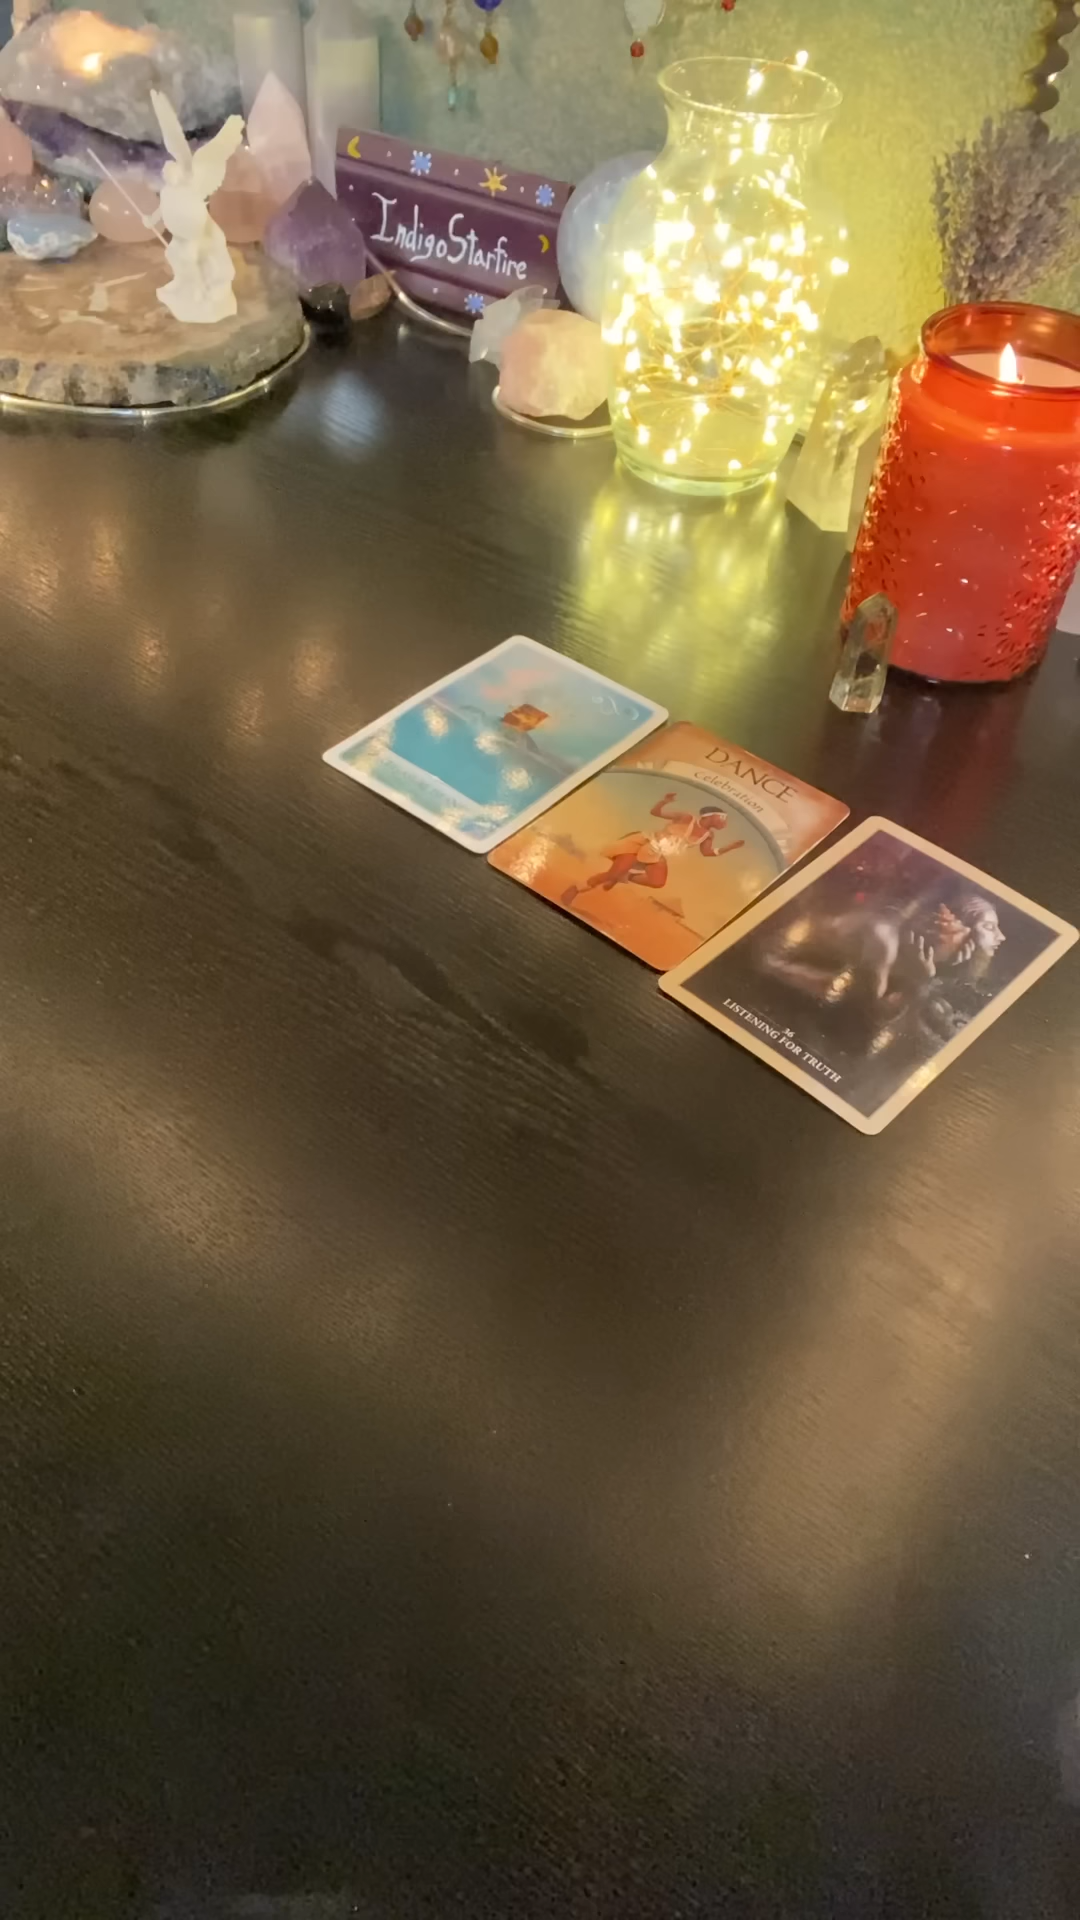 IndigoStarfire
DANCE
Celebration
36
LISTENING FOR TRUTH